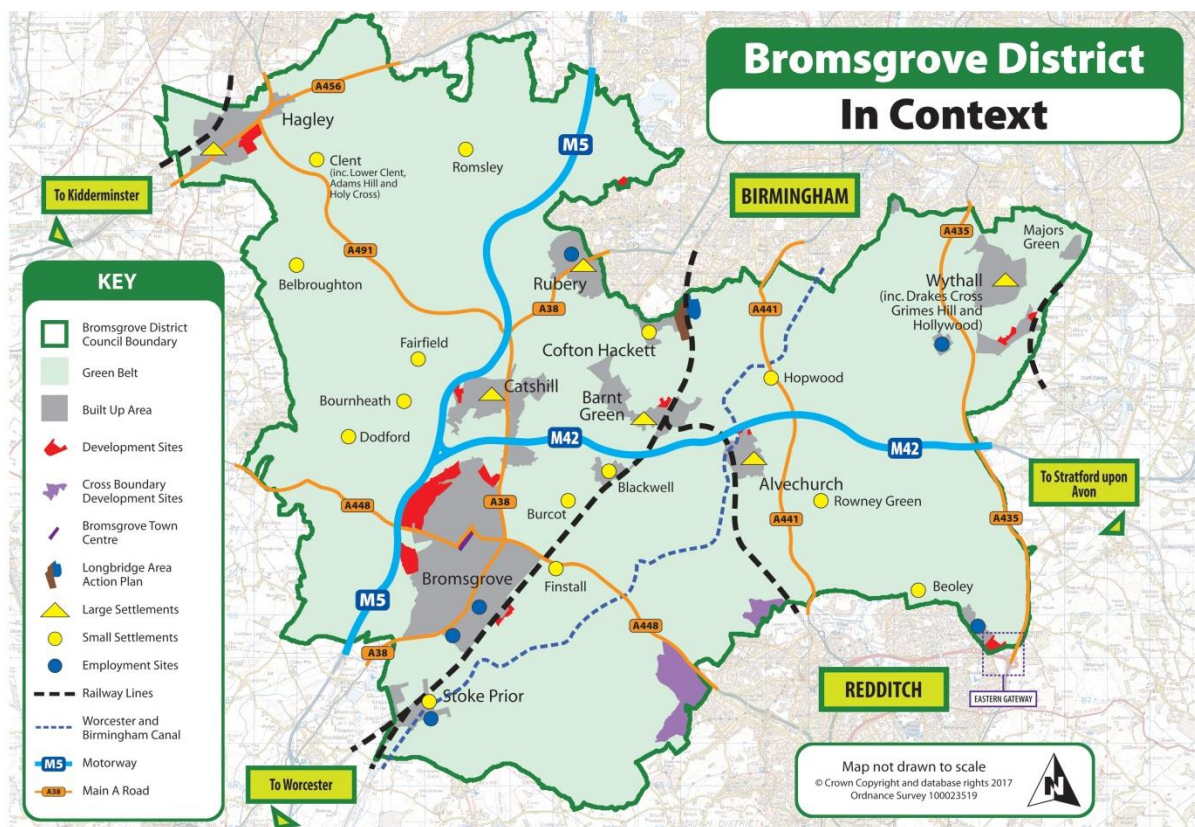 Bromsgrove District
In Context
A456
Hagley
M5
Clent
(inc. Lower Clent,
Adams Hill and
Holy Cross)
Romsley
To Kidderminster
BIRMINGHAM
A435
Majors
Green
A491
Belbroughton
Rubery
Wythall
(inc. Drakes Cross
Grimes Hill and
Hollywood)
A38
A441
Cofton Hackett
Fairfield
Hopwood
Catshill
Barnt
Green
Bournheath
Dodford
M42
M42
To Stratford upon
Avon
Blackwell
Alvechurch
Rowney Green
A448
A38
Burcot
A441
A435
Bromsgrove
Finstall
Beoley
M5
A448
A38
REDDITCH
EASTERN GATEWAY
Stoke Prior
To Worcester
KEY
Bromsgrove District
Council Boundary
Green Belt
Built Up Area
Development Sites
Cross Boundary
Development Sites
Bromsgrove Town
Centre
Longbridge Area
Action Plan
Large Settlements
Small Settlements
Employment Sites
Railway Lines
Worcester and
Birmingham Canal
M5
Motorway
A38
Main A Road
Map not drawn to scale
© Crown Copyright and database rights 2017
Ordnance Survey 100023519
N